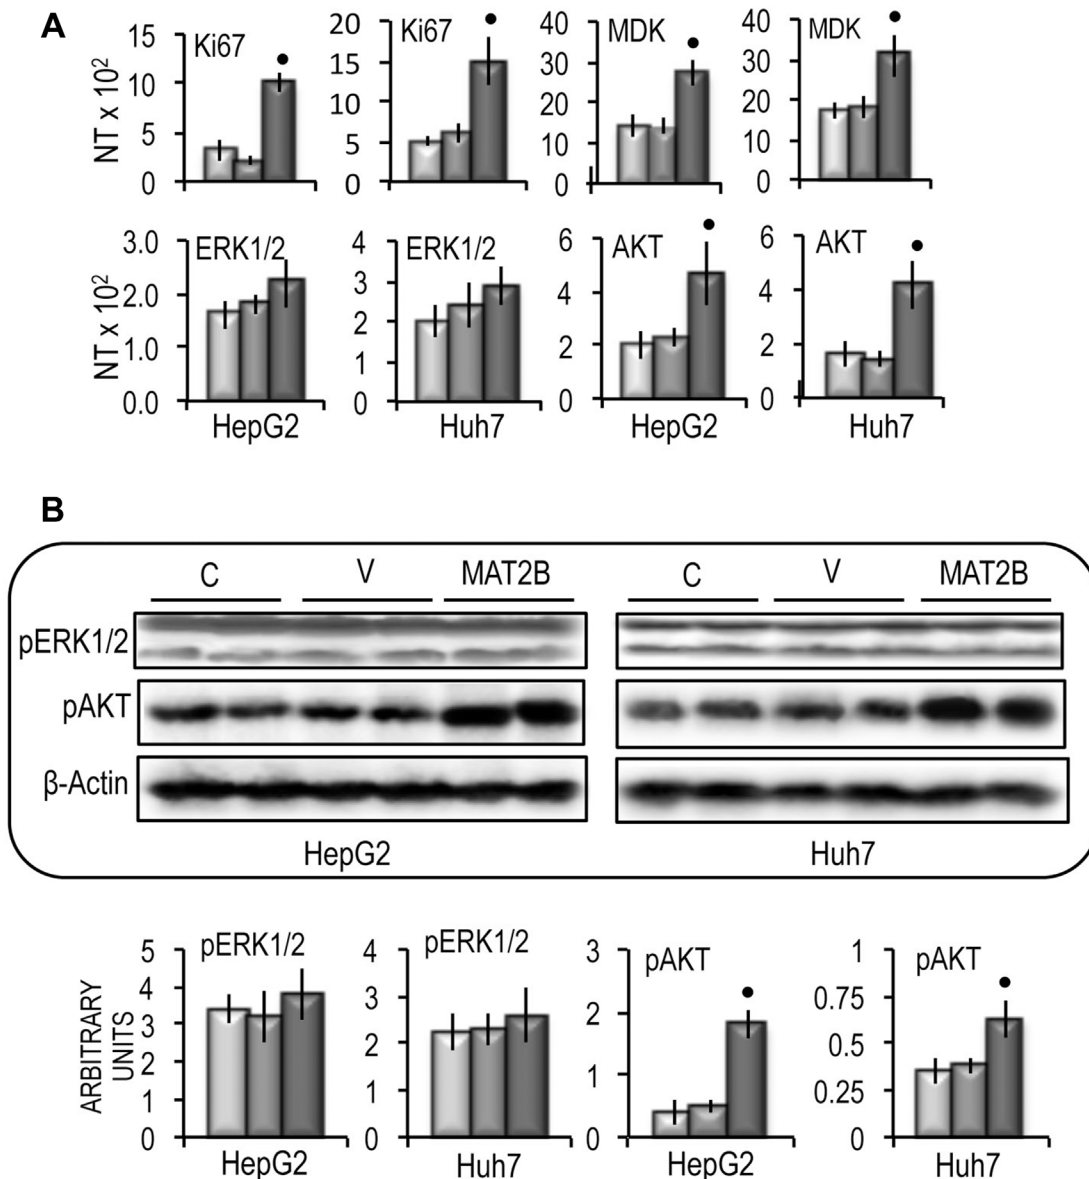 A
NT x 10²
15
10
5
0
Ki67
20
15
10
5
0
Ki67
40
30
20
10
0
MDK
40
30
20
10
0
MDK
NT x 10²
3.0
2.0
1.0
0.0
ERK1/2
HepG2
4
3
2
1
0
ERK1/2
Huh7
6
4
2
0
AKT
HepG2
6
4
2
0
AKT
Huh7
B
C V MAT2B C V MAT2B
pERK1/2
pAKT
β-Actin
HepG2 Huh7
ARBITRARY
UNITS
5
4
3
2
1
0
pERK1/2
HepG2
4
3
2
1
0
pERK1/2
Huh7
3
2
1
0
pAKT
HepG2
1
0.75
0.5
0.25
0
pAKT
Huh7